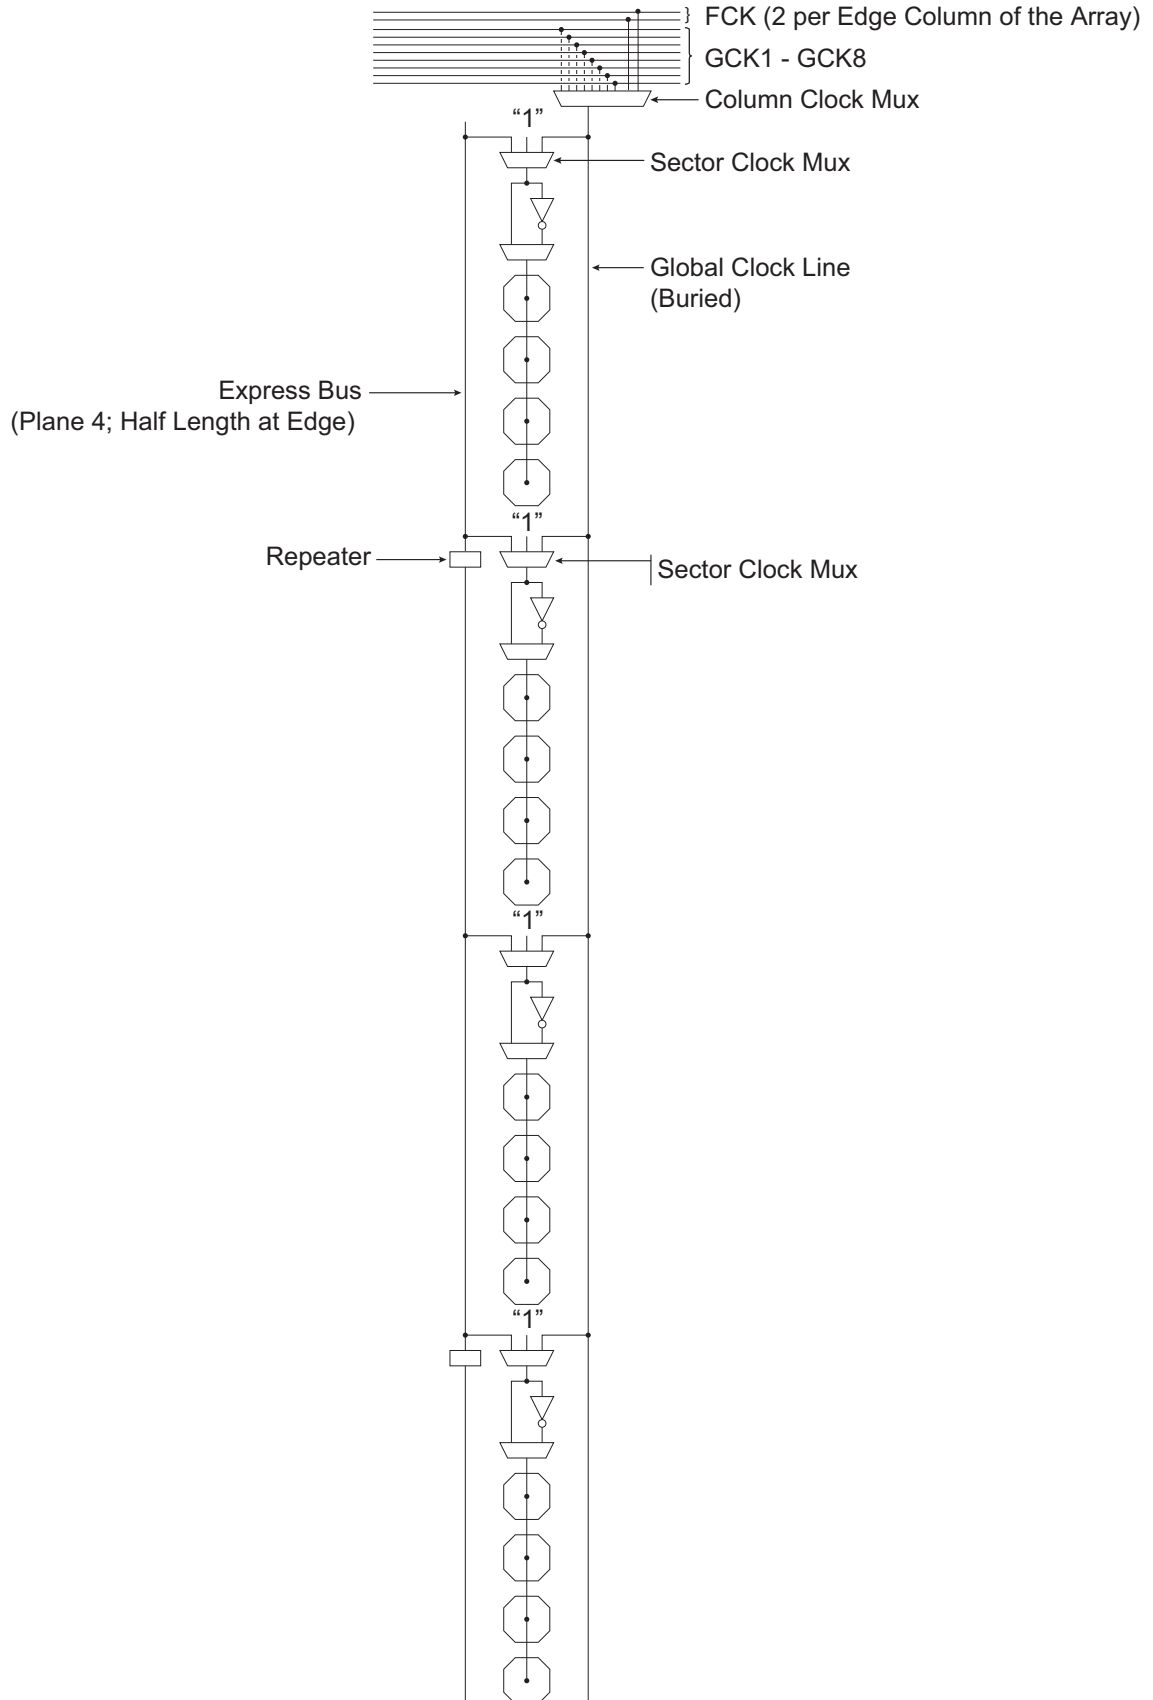 FCK (2 per Edge Column of the Array)
GCK1 - GCK8
Column Clock Mux
“1”
Sector Clock Mux
Global Clock Line
(Buried)
Express Bus
(Plane 4; Half Length at Edge)
“1”
Repeater
Sector Clock Mux
“1”
“1”